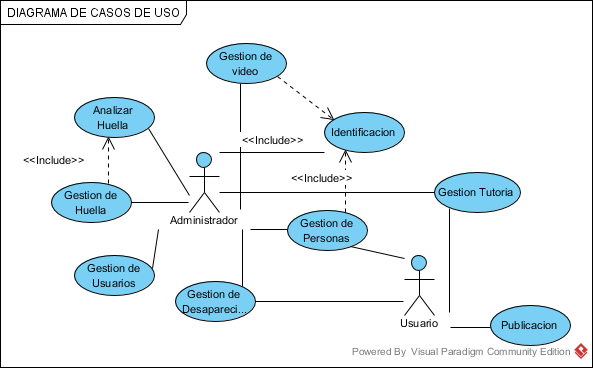 DIAGRAMA DE CASOS DE USO
Gestion de
video
Analizar
Huella
Identificacion
<<Include>>
<<Include>>
<<Include>>
Gestion de
Huella
Administrador
Gestion Tutoria
Gestion de
Personas
Gestion de
Usuarios
Gestion de
Desapareci...
Usuario
Publicacion
Powered By Visual Paradigm Community Edition